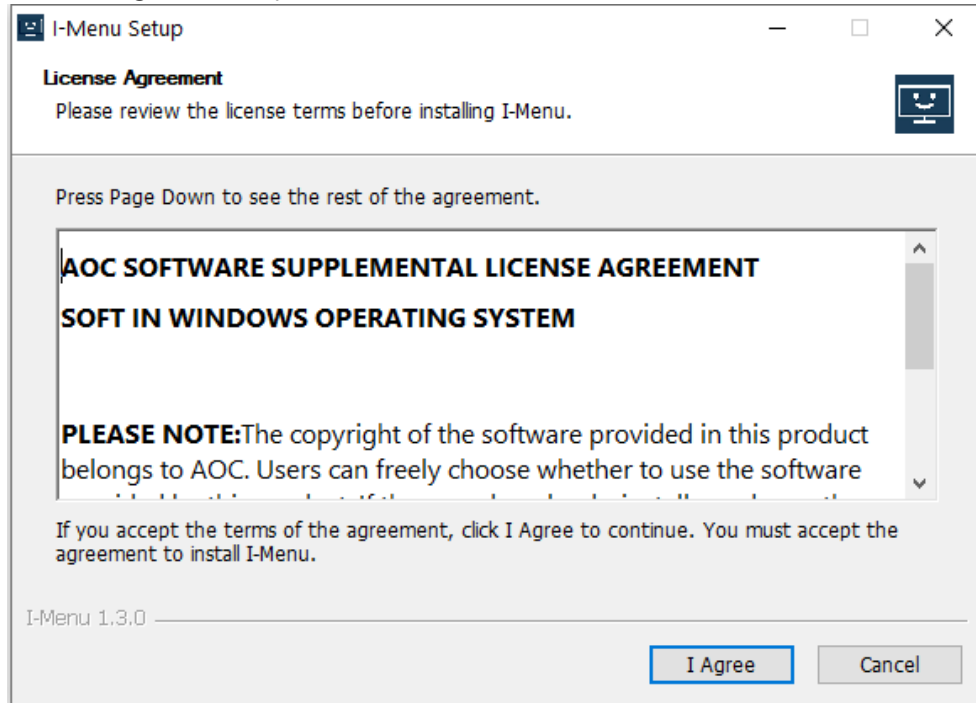 I-Menu Setup
License Agreement
Please review the license terms before installing I-Menu.
Press Page Down to see the rest of the agreement.
AOC SOFTWARE SUPPLEMENTAL LICENSE AGREEMENT
SOFT IN WINDOWS OPERATING SYSTEM
PLEASE NOTE:The copyright of the software provided in this product
belongs to AOC. Users can freely choose whether to use the software
If you accept the terms of the agreement, click I Agree to continue. You must accept the
agreement to install I-Menu.
I-Menu 1.3.0
I Agree
Cancel